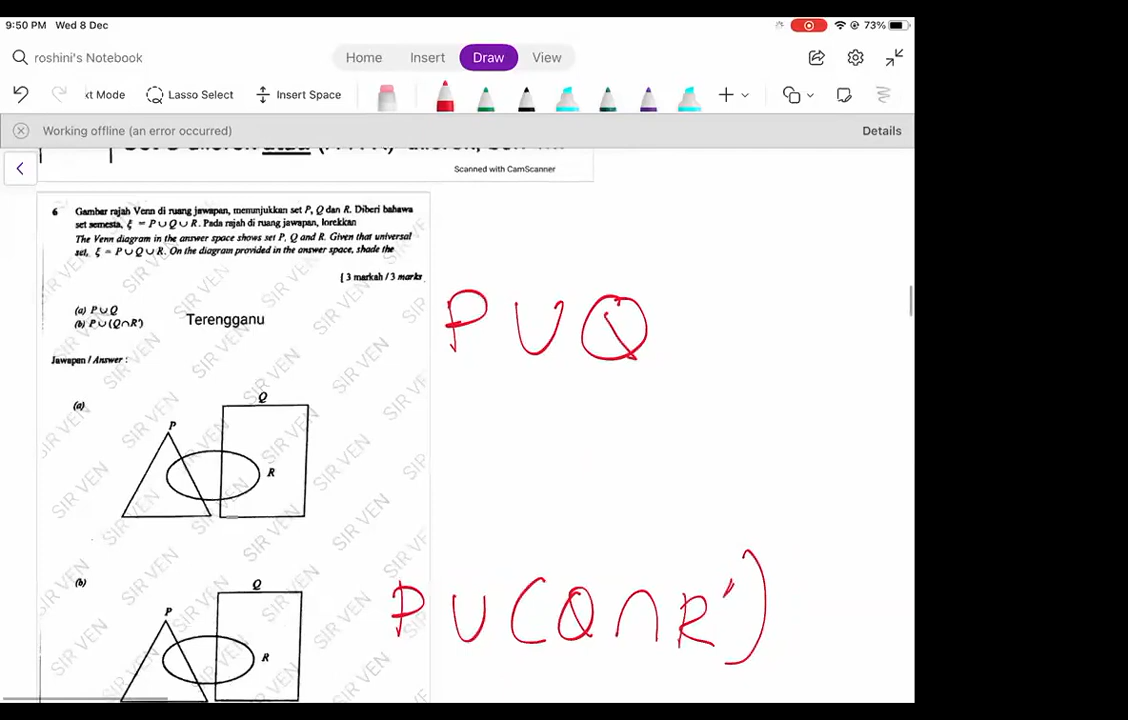 9:50 PM Wed 8 Dec
73%
roshini's Notebook
Home Insert Draw View
xt Mode Lasso Select Insert Space
Working offline (an error occurred) Details
Scanned with CamScanner
6 Gambar rajah Venn di ruang jawapan, menunjukkan set P, Q dan R. Diberi bahawa
set semesta, ξ = P∪Q∪R. Pada rajah di ruang jawapan, lorekkan
The Venn diagram in the answer space shows set P, Q and R. Given that universal
set, ξ = P∪Q∪R. On the diagram provided in the answer space, shade the
[ 3 markah / 3 marks
(a) P∪Q
(b) P∪(Q∩R')
Terengganu
P ∪ Q
Jawapan / Answer :
(a)
Q
P
R
(b)
Q
P
R
P ∪ (Q ∩ R')
SIR VEN